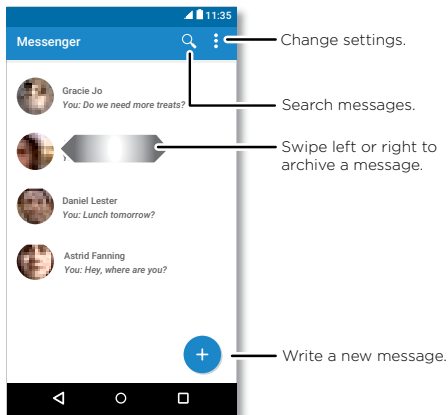 11:35
Messenger
Change settings.
Gracie Jo
You: Do we need more treats?
Search messages.
Swipe left or right to
archive a message.
Daniel Lester
You: Lunch tomorrow?
Astrid Fanning
You: Hey, where are you?
Write a new message.